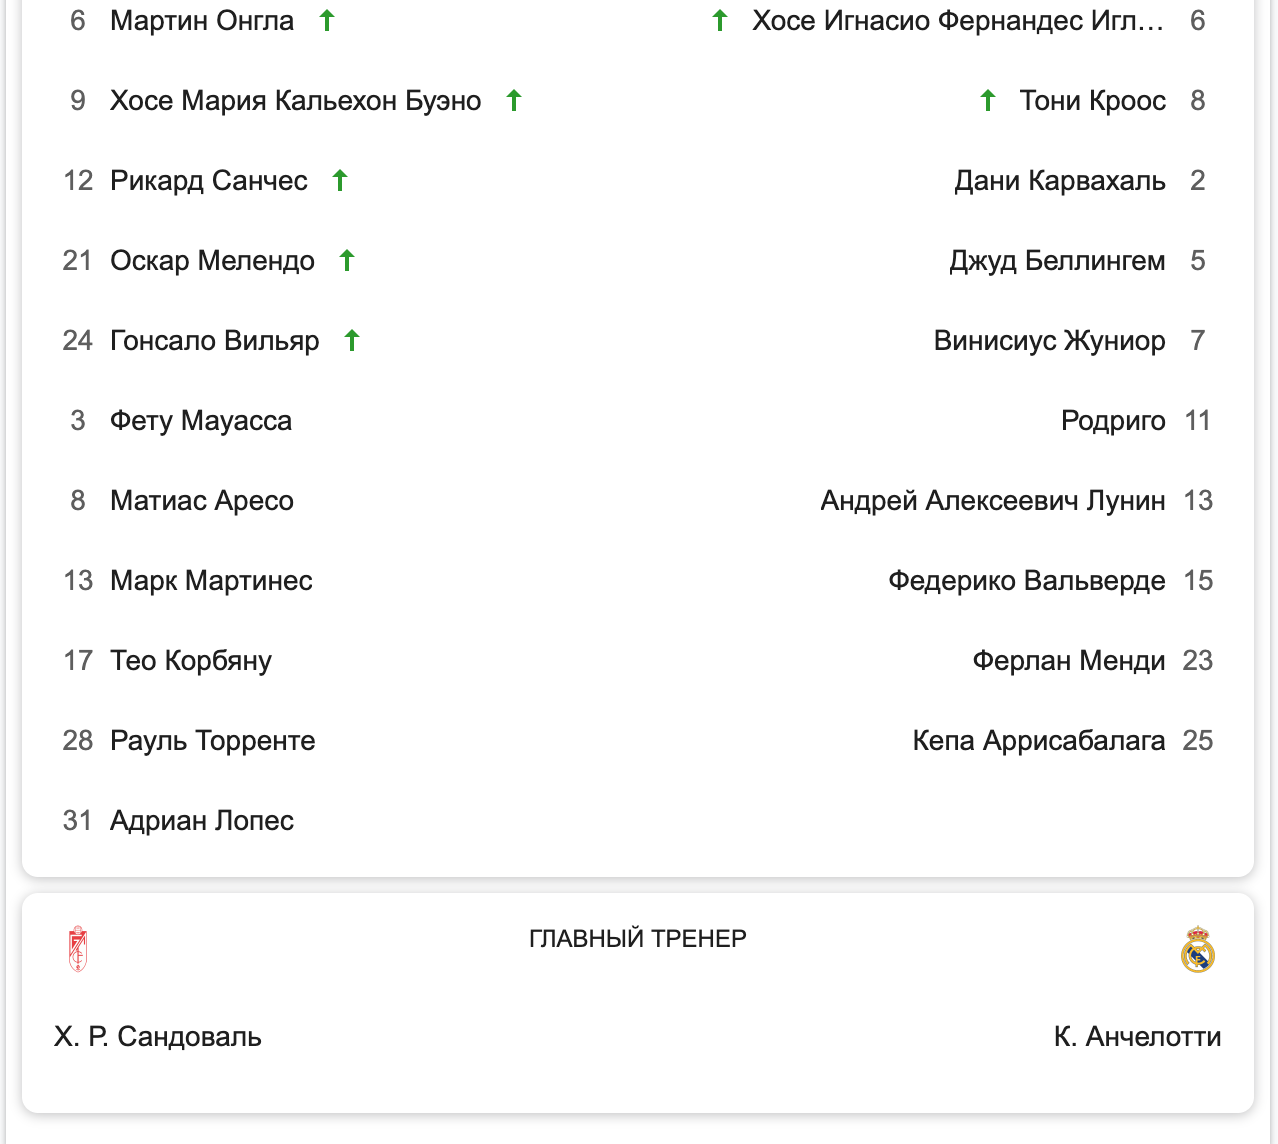 6 Мартин Онгла Хосе Игнасио Фернандес Игл... 6
9 Хосе Мария Кальехон Буэно Тони Кроос 8
12 Рикард Санчес Дани Карвахаль 2
21 Оскар Мелендо Джуд Беллингем 5
24 Гонсало Вильяр Винисиус Жуниор 7
3 Фету Мауасса Родриго 11
8 Матиас Аресо Андрей Алексеевич Лунин 13
13 Марк Мартинес Федерико Вальверде 15
17 Тео Корбяну Ферлан Менди 23
28 Рауль Торренте Кепа Аррисабалага 25
31 Адриан Лопес
ГЛАВНЫЙ ТРЕНЕР
Х. Р. Сандоваль К. Анчелотти